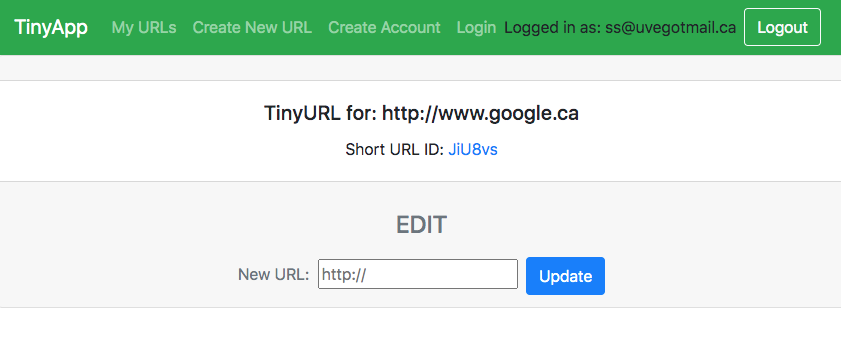 TinyApp My URLs Create New URL Create Account Login Logged in as: ss@uvegotmail.ca Logout
TinyURL for: http://www.google.ca
Short URL ID: JiU8vs
EDIT
New URL: http:// Update